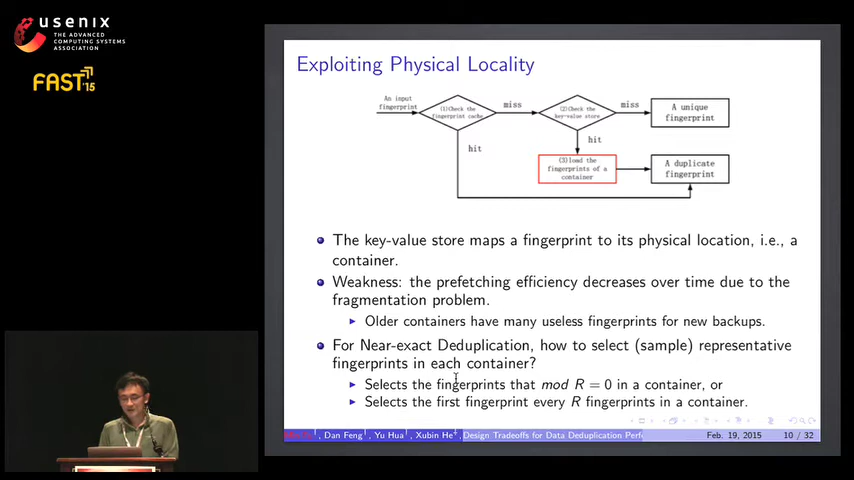 usenix
THE ADVANCED
COMPUTING SYSTEMS
ASSOCIATION
FAST'15
Exploiting Physical Locality
An input
fingerprint
(1)Check the
fingerprint cache
miss
(2)Check the
key-value store
miss
A unique
fingerprint
hit
hit
(3)load the
fingerprints of a
container
A duplicate
fingerprint
The key-value store maps a fingerprint to its physical location, i.e., a
container.
Weakness: the prefetching efficiency decreases over time due to the
fragmentation problem.
Older containers have many useless fingerprints for new backups.
For Near-exact Deduplication, how to select (sample) representative
fingerprints in each container?
Selects the fingerprints that mod R = 0 in a container, or
Selects the first fingerprint every R fingerprints in a container.
, Dan Feng†, Yu Hua†, Xubin He‡ Design Tradeoffs for Data Deduplication Perf Feb. 19, 2015 10 / 32